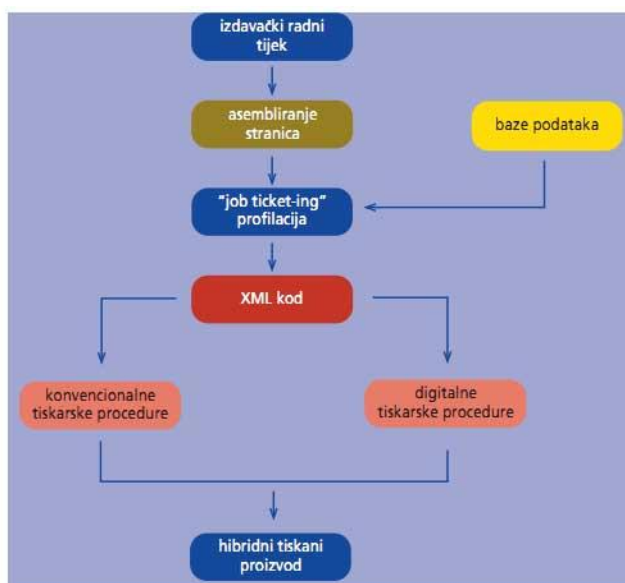 izdavački radni
tijek
asembliranje
stranica
baze podataka
"job ticket-ing"
profilacija
XML kod
konvencionalne
tiskarske procedure
digitalne
tiskarske procedure
hibridni tiskani
proizvod